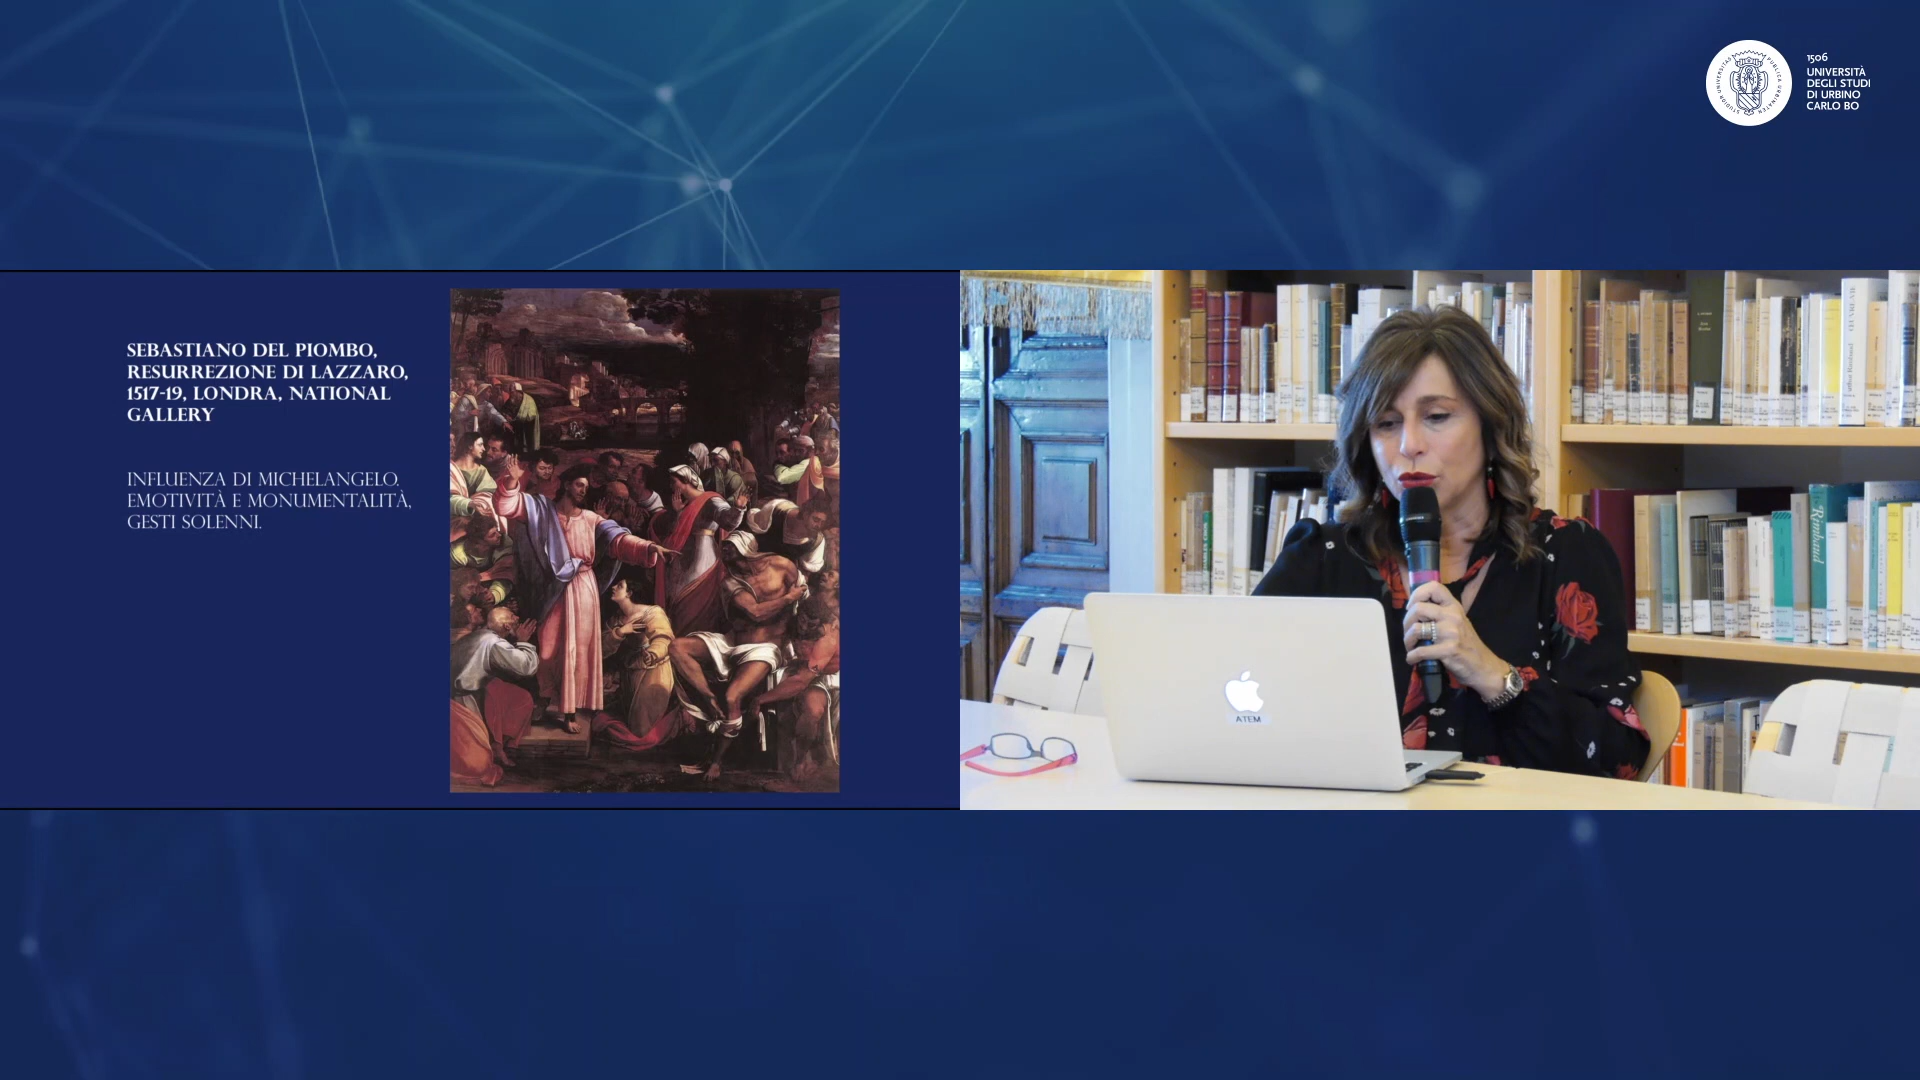 1506
UNIVERSITÀ
DEGLI STUDI
DI URBINO
CARLO BO
SEBASTIANO DEL PIOMBO,
RESURREZIONE DI LAZZARO,
1517-19, LONDRA, NATIONAL
GALLERY
INFLUENZA DI MICHELANGELO.
EMOTIVITÀ E MONUMENTALITÀ,
GESTI SOLENNI.
ATEM
Rimbaud